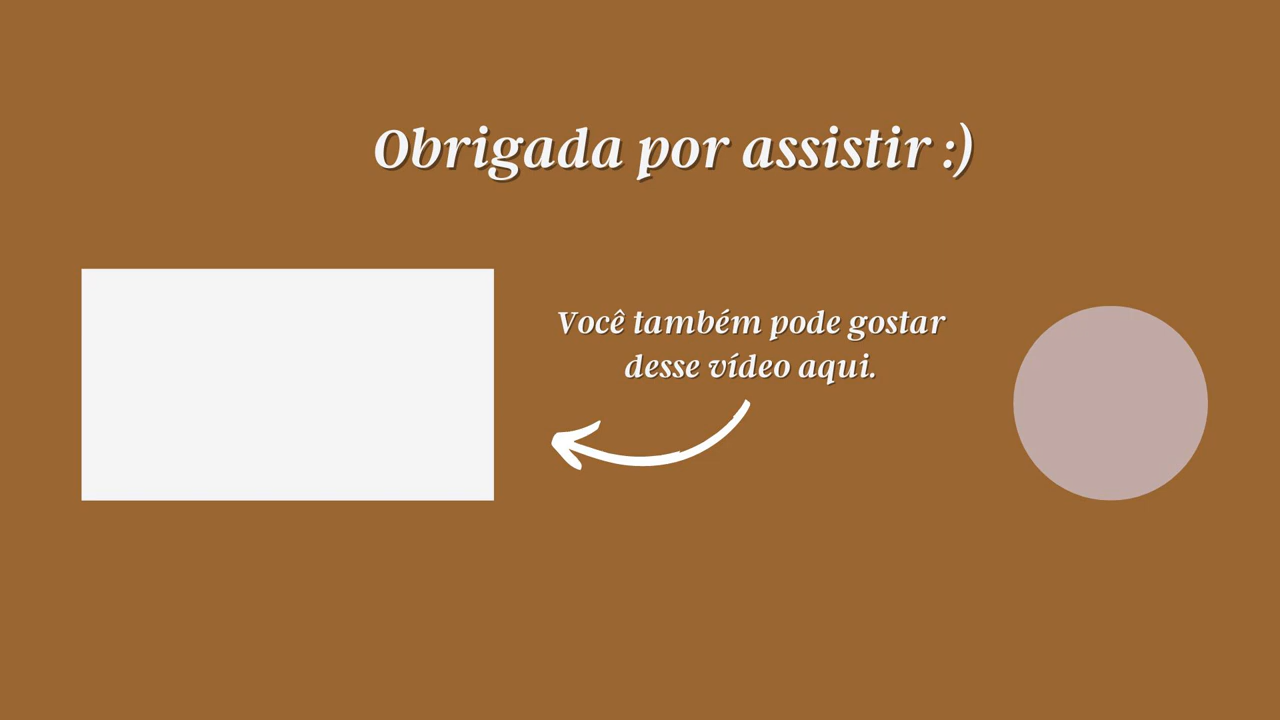 Obrigada por assistir :)
Você também pode gostar
desse vídeo aqui.